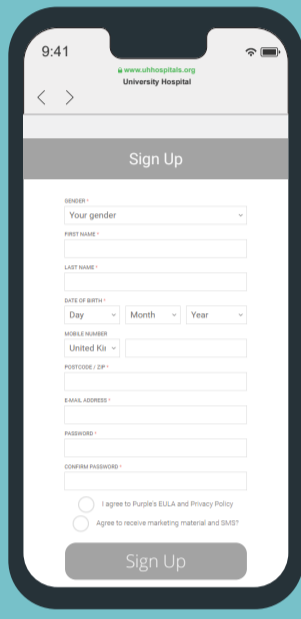 9:41
www.uhhospitals.org
University Hospital
Sign Up
GENDER *
Your gender
FIRST NAME *
LAST NAME *
DATE OF BIRTH *
Day Month Year
MOBILE NUMBER
United Kin
POSTCODE / ZIP *
E-MAIL ADDRESS *
PASSWORD *
CONFIRM PASSWORD *
I agree to Purple's EULA and Privacy Policy
Agree to receive marketing material and SMS?
Sign Up